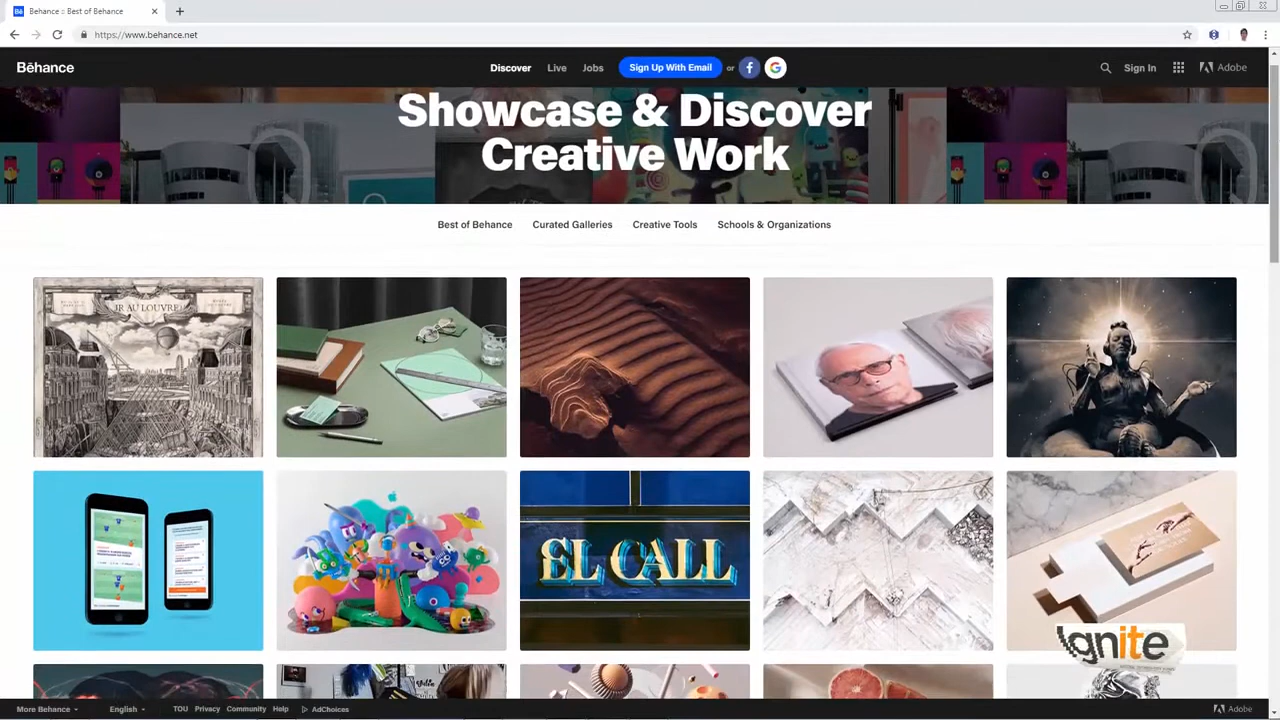 Behance :: Best of Behance
https://www.behance.net
Bēhance
Discover
Live
Jobs
Sign Up With Email
or
Sign In
Adobe
Showcase & Discover
Creative Work
Best of Behance
Curated Galleries
Creative Tools
Schools & Organizations
JR AU LOUVRE
EL CALL
Ignite
More Behance
English
TOU
Privacy
Community
Help
AdChoices
Adobe